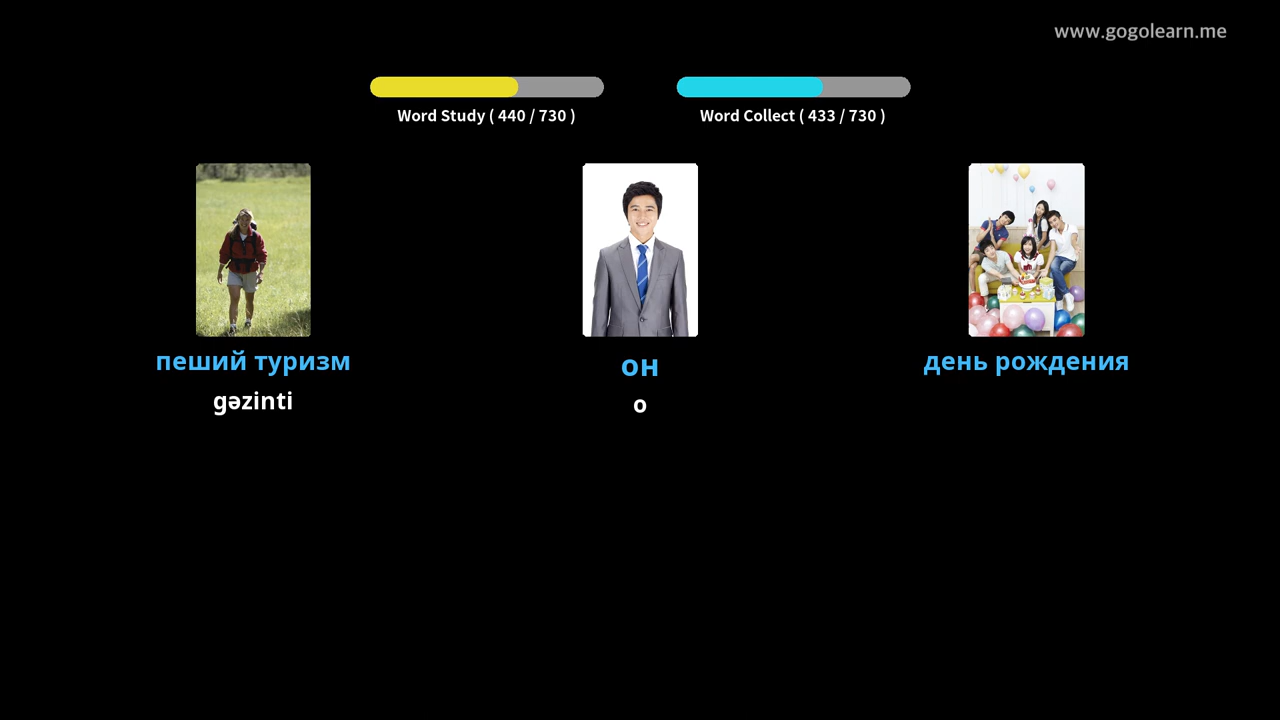 www.gogolearn.me
Word Study ( 440 / 730 )
Word Collect ( 433 / 730 )
пеший туризм
gəzinti
он
o
день рождения